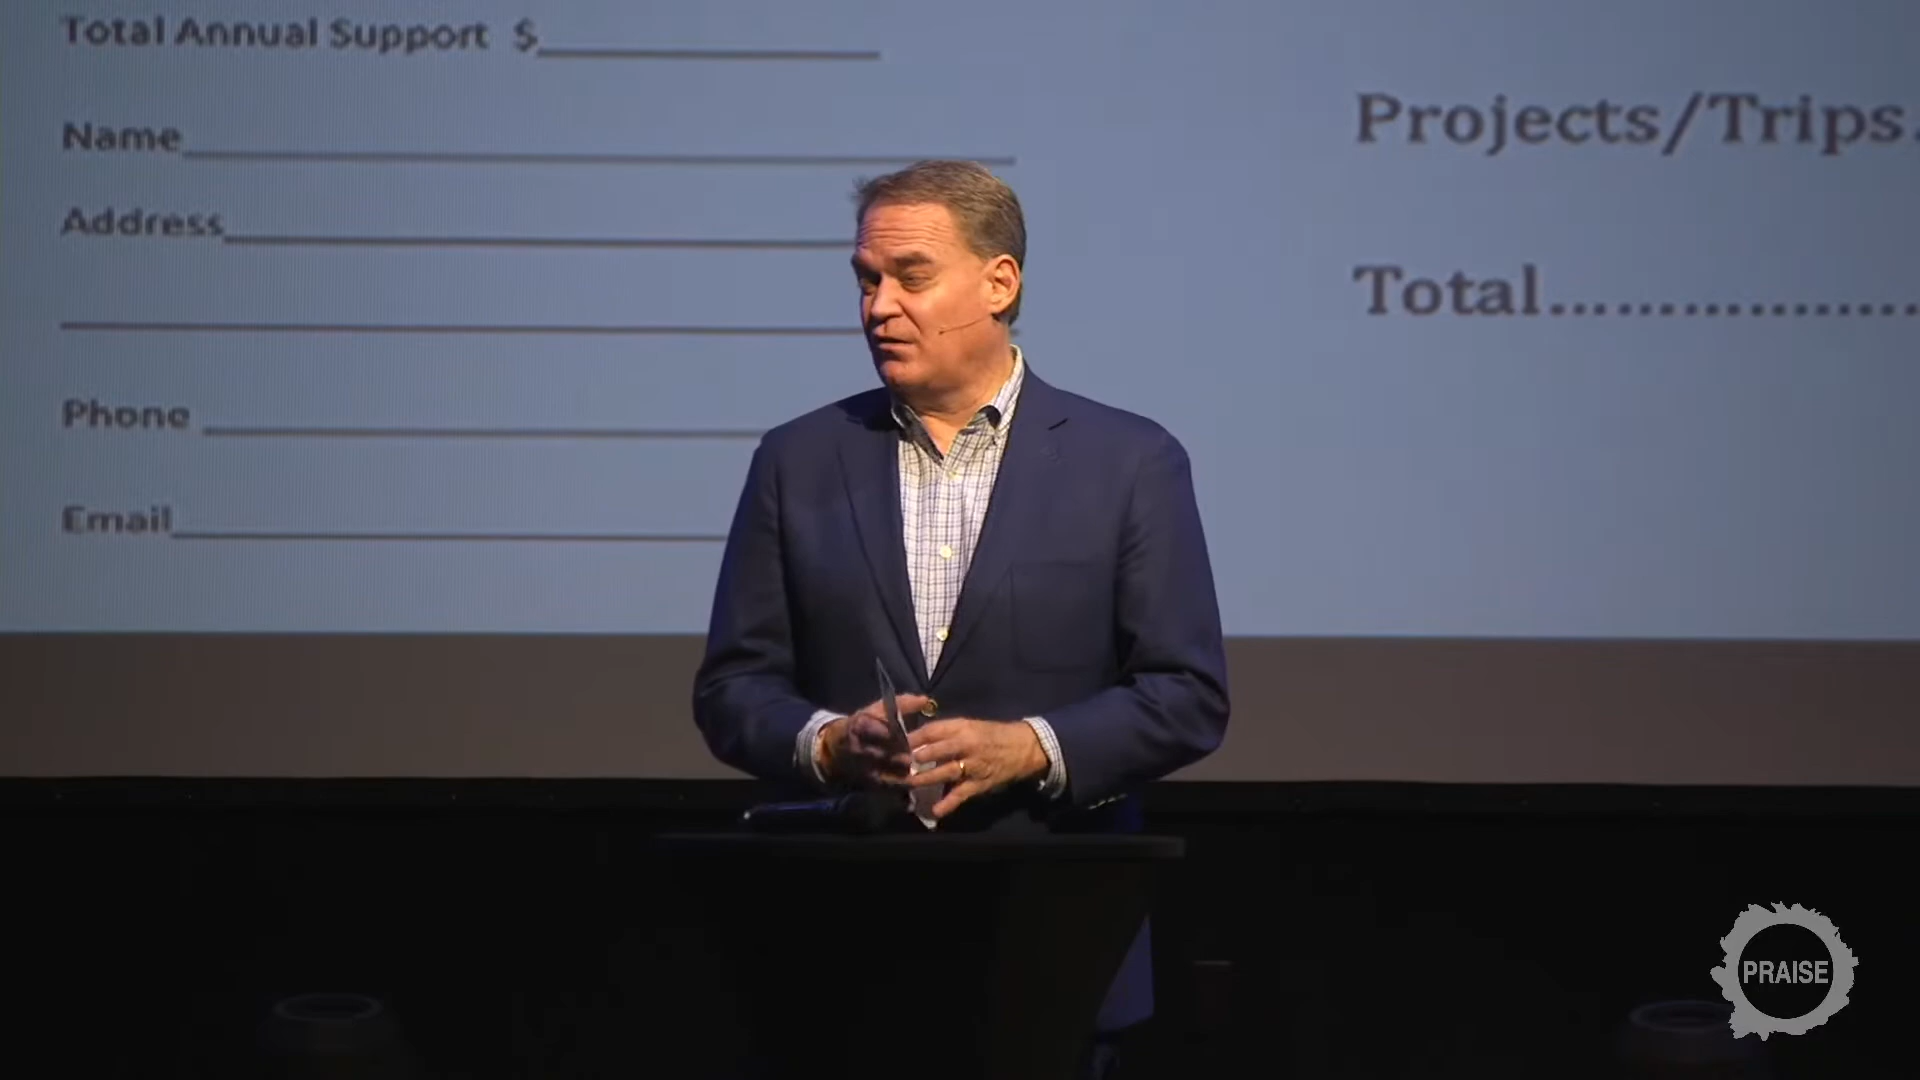 Total Annual Support $
Name
Address
Phone
Email
Projects/Trips.
Total................
PRAISE